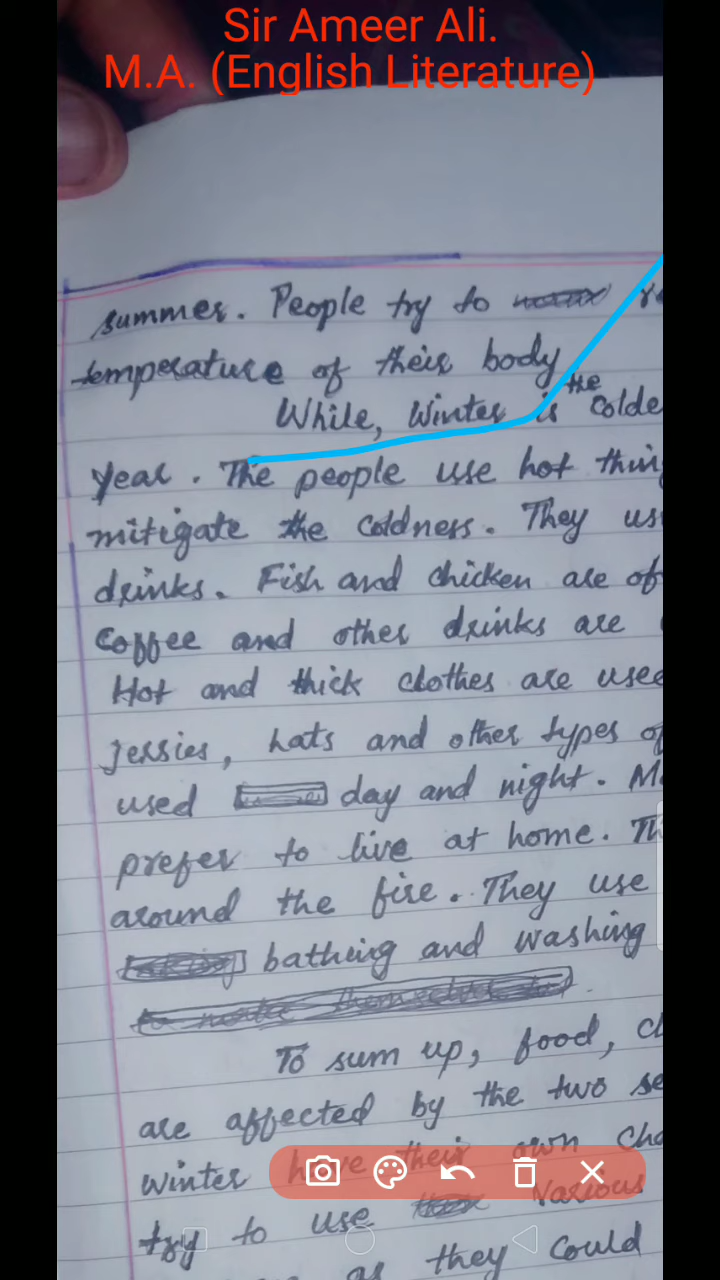 Sir Ameer Ali.
M.A. (English Literature)
summer. People try to
temperature of their body
While, Winter is the colde
year. The people use hot thin
mitigate the coldness. They us
drinks. Fish and chicken are of
Coffee and other drinks are
Hot and thick clothes are use
jersies, hats and other types of
used day and night. M
prefer to live at home. Th
around the fire. They use
bathing and washing
To sum up, food, cl
are affected by the two se
winter have their own cha
try to use various
as they could